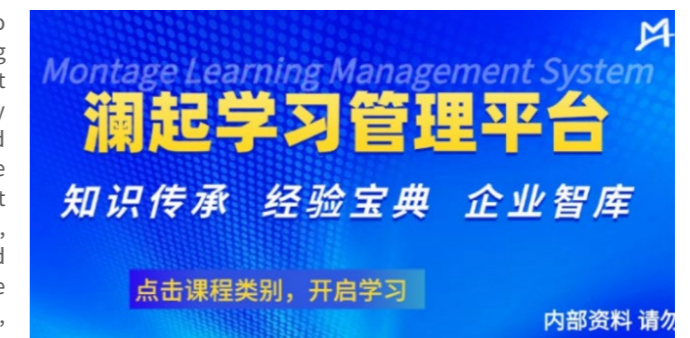 Montage Learning Management System
澜起学习管理平台
知识传承 经验宝典 企业智库
点击课程类别，开启学习
内部资料 请勿